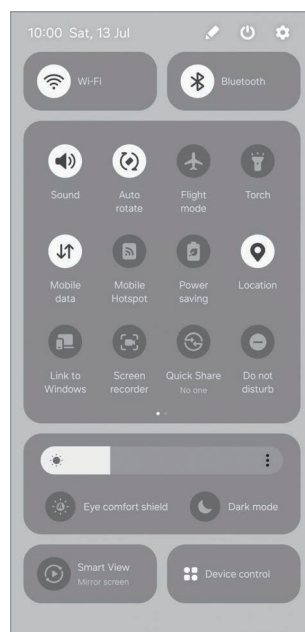 10:00 Sat, 13 Jul
Wi-Fi
Bluetooth
Sound
Auto
rotate
Flight
mode
Torch
Mobile
data
Mobile
Hotspot
Power
saving
Location
Link to
Windows
Screen
recorder
Quick Share
No one
Do not
disturb
Eye comfort shield
Dark mode
Smart View
Mirror screen
Device control